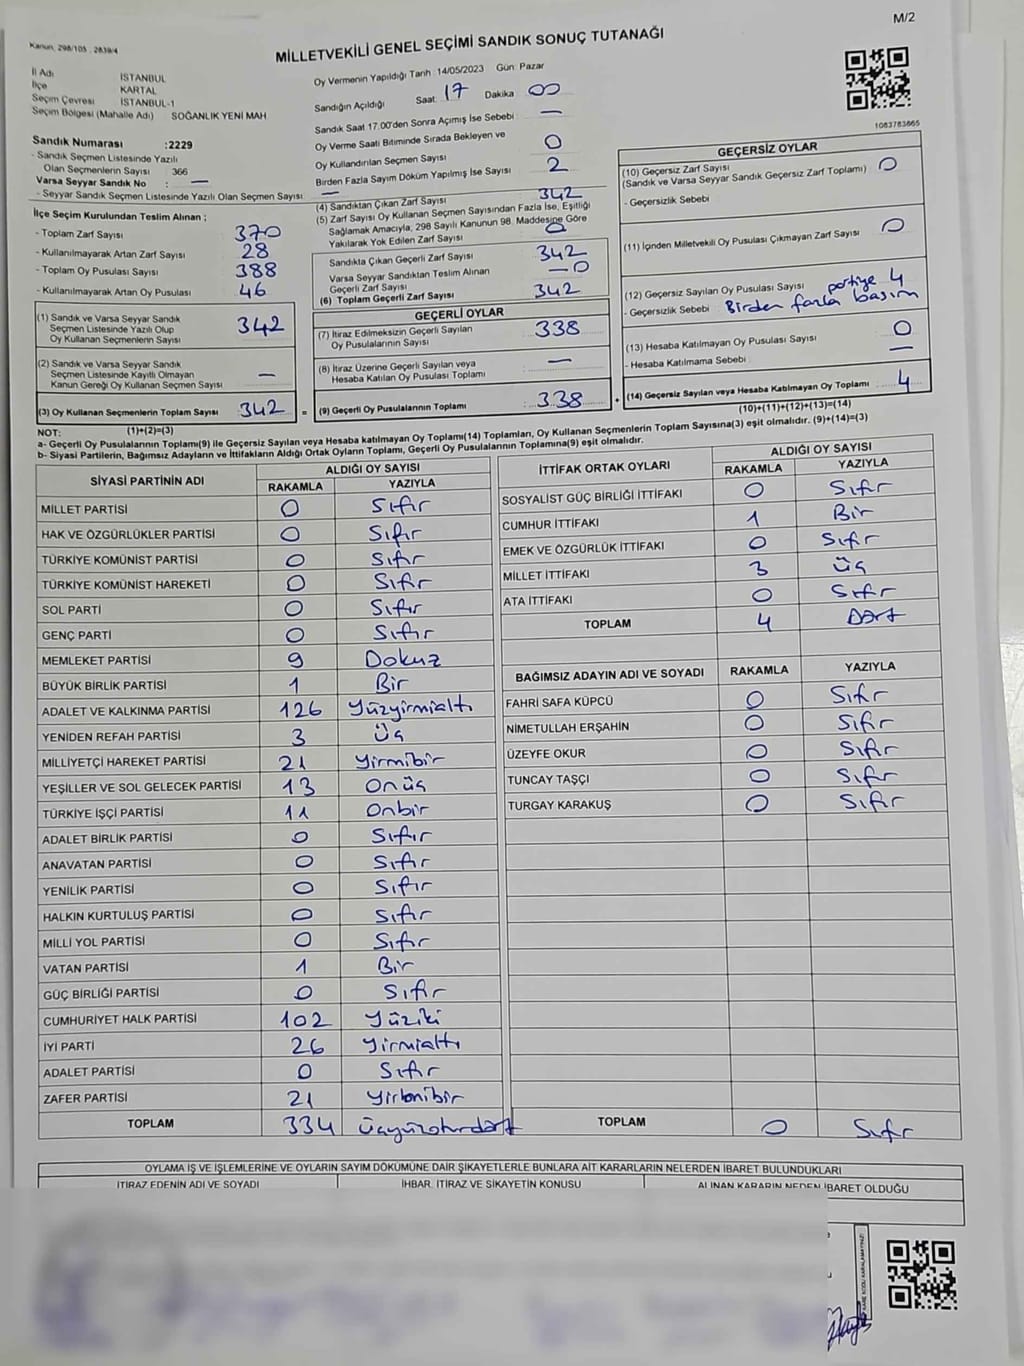 M/2
Kanun, 298/105 , 2839/4
MİLLETVEKİLİ GENEL SEÇİMİ SANDIK SONUÇ TUTANAĞI
İl Adı İSTANBUL
İlçe KARTAL
Seçim Çevresi İSTANBUL-1
Seçim Bölgesi (Mahalle Adı) SOĞANLIK YENİ MAH
Oy Vermenin Yapıldığı Tarih :14/05/2023 Gün: Pazar
Sandığın Açıldığı Saat: 17 Dakika 00
Sandık Saat 17.00'den Sonra Açımış İse Sebebi : —
Oy Verme Saati Bitiminde Sırada Bekleyen ve
Oy Kullandırılan Seçmen Sayısı 0
Birden Fazla Sayım Döküm Yapılmış İse Sayısı 2
1083783865
Sandık Numarası :2229
- Sandık Seçmen Listesinde Yazılı
Olan Seçmenlerin Sayısı 366
Varsa Seyyar Sandık No : —
- Seyyar Sandık Seçmen Listesinde Yazılı Olan Seçmen Sayısı : —
İlçe Seçim Kurulundan Teslim Alınan ;
- Toplam Zarf Sayısı 370
- Kullanılmayarak Artan Zarf Sayısı 28
- Toplam Oy Pusulası Sayısı 388
- Kullanılmayarak Artan Oy Pusulası 46
(1) Sandık ve Varsa Seyyar Sandık
Seçmen Listesinde Yazılı Olup
Oy Kullanan Seçmenlerin Sayısı 342
(2) Sandık ve Varsa Seyyar Sandık
Seçmen Listesinde Kayıtlı Olmayan
Kanun Gereği Oy Kullanan Seçmen Sayısı —
(3) Oy Kullanan Seçmenlerin Toplam Sayısı 342 =
(1)+(2)=(3)
(4) Sandıktan Çıkan Zarf Sayısı 342
(5) Zarf Sayısı Oy Kullanan Seçmen Sayısından Fazla İse, Eşitliği
Sağlamak Amacıyla, 298 Sayılı Kanunun 98. Maddesine Göre
Yakılarak Yok Edilen Zarf Sayısı 0
Sandıkta Çıkan Geçerli Zarf Sayısı 342
Varsa Seyyar Sandıktan Teslim Alınan
Geçerli Zarf Sayısı — 0
(6) Toplam Geçerli Zarf Sayısı 342
GEÇERLİ OYLAR
(7) İtiraz Edilmeksizin Geçerli Sayılan
Oy Pusulalarının Sayısı 338
(8) İtiraz Üzerine Geçerli Sayılan veya
Hesaba Katılan Oy Pusulası Toplamı —
(9) Geçerli Oy Pusulalarının Toplamı : 338 +
GEÇERSİZ OYLAR
(10) Geçersiz Zarf Sayısı
(Sandık ve Varsa Seyyar Sandık Geçersiz Zarf Toplamı) 0
- Geçersizlik Sebebi
(11) İçinden Milletvekili Oy Pusulası Çıkmayan Zarf Sayısı 0
(12) Geçersiz Sayılan Oy Pusulası Sayısı 4
- Geçersizlik Sebebi Birden fazla partiye basım
(13) Hesaba Katılmayan Oy Pusulası Sayısı 0
- Hesaba Katılmama Sebebi —
(14) Geçersiz Sayılan veya Hesaba Katılmayan Oy Toplamı : 4
(10)+(11)+(12)+(13)=(14)
NOT:
a- Geçerli Oy Pusulalarının Toplamı(9) ile Geçersiz Sayılan veya Hesaba katılmayan Oy Toplamı(14) Toplamları, Oy Kullanan Seçmenlerin Toplam Sayısına(3) eşit olmalıdır. (9)+(14)=(3)
b- Siyasi Partilerin, Bağımsız Adayların ve İttifakların Aldığı Ortak Oyların Toplamı, Geçerli Oy Pusulalarının Toplamına(9) eşit olmalıdır.
SİYASİ PARTİNİN ADI ALDIĞI OY SAYISI
RAKAMLA YAZIYLA
MİLLET PARTİSİ 0 Sıfır
HAK VE ÖZGÜRLÜKLER PARTİSİ 0 Sıfır
TÜRKİYE KOMÜNİST PARTİSİ 0 Sıfır
TÜRKİYE KOMÜNİST HAREKETİ 0 Sıfır
SOL PARTİ 0 Sıfır
GENÇ PARTİ 0 Sıfır
MEMLEKET PARTİSİ 9 Dokuz
BÜYÜK BİRLİK PARTİSİ 1 Bir
ADALET VE KALKINMA PARTİSİ 126 Yüzyirmialtı
YENİDEN REFAH PARTİSİ 3 Üç
MİLLİYETÇİ HAREKET PARTİSİ 21 Yirmibir
YEŞİLLER VE SOL GELECEK PARTİSİ 13 Onüç
TÜRKİYE İŞÇİ PARTİSİ 11 Onbir
ADALET BİRLİK PARTİSİ 0 Sıfır
ANAVATAN PARTİSİ 0 Sıfır
YENİLİK PARTİSİ 0 Sıfır
HALKIN KURTULUŞ PARTİSİ 0 Sıfır
MİLLİ YOL PARTİSİ 0 Sıfır
VATAN PARTİSİ 1 Bir
GÜÇ BİRLİĞİ PARTİSİ 0 Sıfır
CUMHURİYET HALK PARTİSİ 102 Yüziki
İYİ PARTİ 26 Yirmialtı
ADALET PARTİSİ 0 Sıfır
ZAFER PARTİSİ 21 Yirmibir
TOPLAM 334 Üçyüzotuzdört
İTTİFAK ORTAK OYLARI ALDIĞI OY SAYISI
RAKAMLA YAZIYLA
SOSYALİST GÜÇ BİRLİĞİ İTTİFAKI 0 Sıfır
CUMHUR İTTİFAKI 1 Bir
EMEK VE ÖZGÜRLÜK İTTİFAKI 0 Sıfır
MİLLET İTTİFAKI 3 Üç
ATA İTTİFAKI 0 Sıfır
TOPLAM 4 Dört
BAĞIMSIZ ADAYIN ADI VE SOYADI RAKAMLA YAZIYLA
FAHRİ SAFA KÜPCÜ 0 Sıfır
NİMETULLAH ERŞAHİN 0 Sıfır
ÜZEYFE OKUR 0 Sıfır
TUNCAY TAŞÇI 0 Sıfır
TURGAY KARAKUŞ 0 Sıfır
TOPLAM 0 Sıfır
OYLAMA İŞ VE İŞLEMLERİNE VE OYLARIN SAYIM DÖKÜMÜNE DAİR ŞİKAYETLERLE BUNLARA AİT KARARLARIN NELERDEN İBARET BULUNDUKLARI
İTİRAZ EDENİN ADI VE SOYADI İHBAR, İTİRAZ VE ŞİKAYETİN KONUSU ALINAN KARARIN NEDEN İBARET OLDUĞU